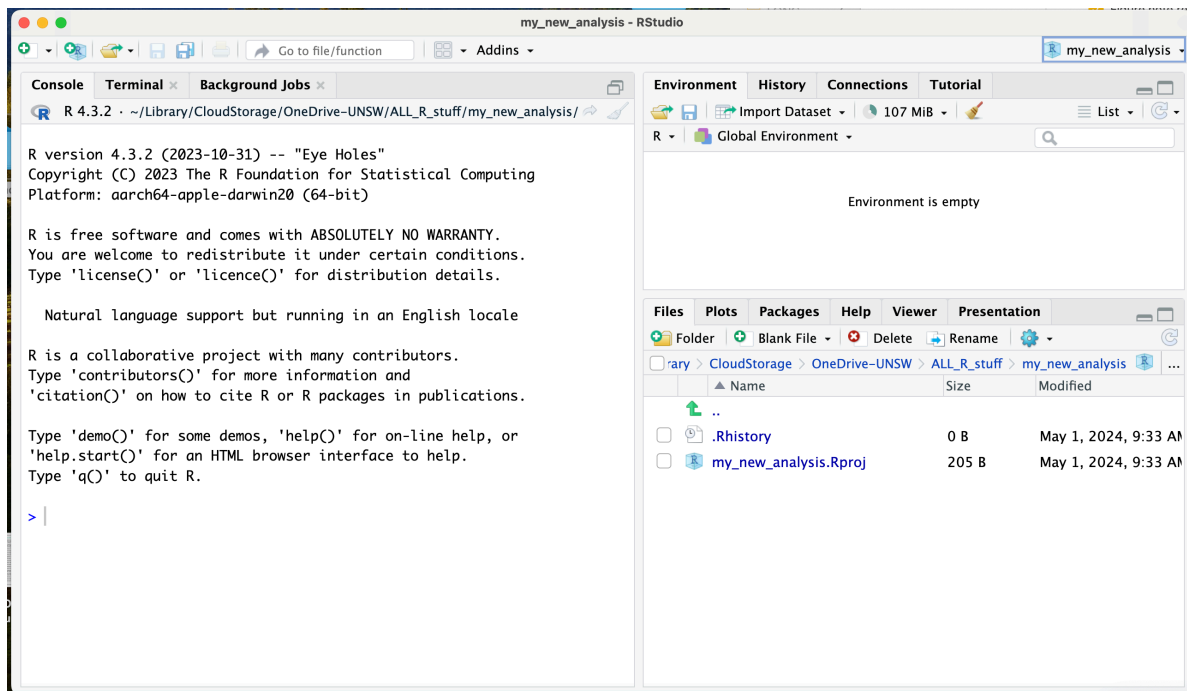 my_new_analysis - RStudio
Go to file/function
Addins
my_new_analysis
Console Terminal Background Jobs
R 4.3.2 · ~/Library/CloudStorage/OneDrive-UNSW/ALL_R_stuff/my_new_analysis/
R version 4.3.2 (2023-10-31) -- "Eye Holes"
Copyright (C) 2023 The R Foundation for Statistical Computing
Platform: aarch64-apple-darwin20 (64-bit)
R is free software and comes with ABSOLUTELY NO WARRANTY.
You are welcome to redistribute it under certain conditions.
Type 'license()' or 'licence()' for distribution details.
Natural language support but running in an English locale
R is a collaborative project with many contributors.
Type 'contributors()' for more information and
'citation()' on how to cite R or R packages in publications.
Type 'demo()' for some demos, 'help()' for on-line help, or
'help.start()' for an HTML browser interface to help.
Type 'q()' to quit R.
>
Environment History Connections Tutorial
Import Dataset 107 MiB List
R Global Environment
Environment is empty
Files Plots Packages Help Viewer Presentation
Folder Blank File Delete Rename
rary > CloudStorage > OneDrive-UNSW > ALL_R_stuff > my_new_analysis ...
Name Size Modified
..
.Rhistory 0 B May 1, 2024, 9:33 AM
my_new_analysis.Rproj 205 B May 1, 2024, 9:33 AM